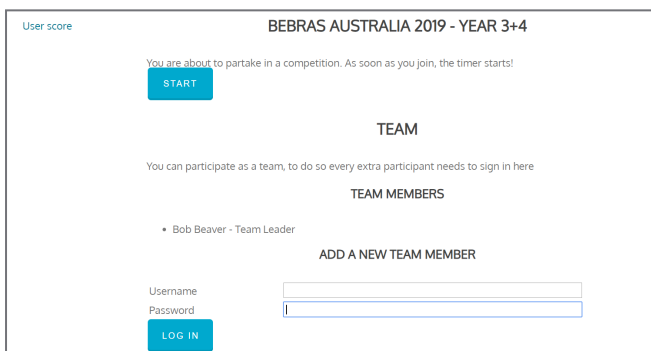 User score
BEBRAS AUSTRALIA 2019 - YEAR 3+4
You are about to partake in a competition. As soon as you join, the timer starts!
START
TEAM
You can participate as a team, to do so every extra participant needs to sign in here
TEAM MEMBERS
• Bob Beaver - Team Leader
ADD A NEW TEAM MEMBER
Username
Password
LOG IN